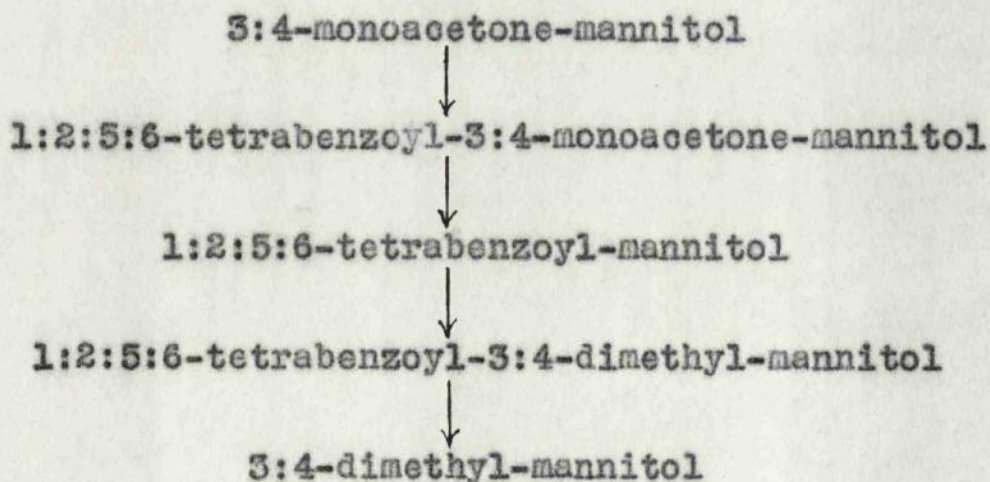 3:4-monoacetone-mannitol
1:2:5:6-tetrabenzoyl-3:4-monoacetone-mannitol
1:2:5:6-tetrabenzoyl-mannitol
1:2:5:6-tetrabenzoyl-3:4-dimethyl-mannitol
3:4-dimethyl-mannitol